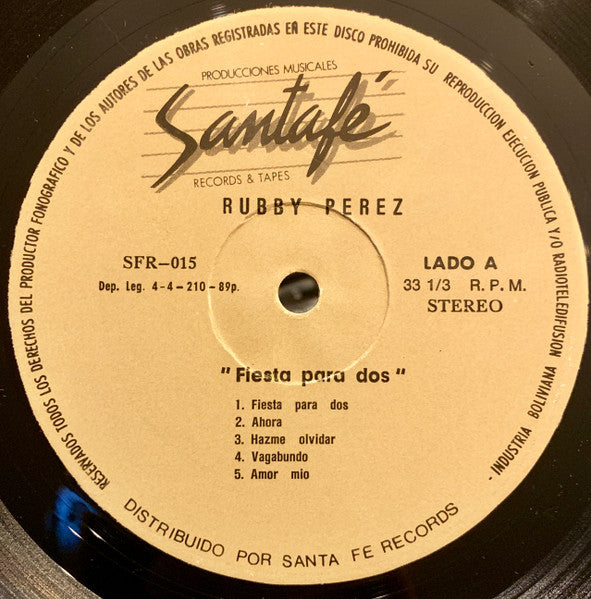 RESERVADOS TODOS LOS DERECHOS DEL PRODUCTOR FONOGRAFICO Y DE LOS AUTORES DE LAS OBRAS REGISTRADAS EN ESTE DISCO PROHIBIDA SU REPRODUCCION EJECUCION PUBLICA Y/O RADIOTELEDIFUSION - INDUSTRIA BOLIVIANA
PRODUCCIONES MUSICALES
Santafé
RECORDS & TAPES
RUBBY PEREZ
SFR-015
Dep. Leg. 4-4-210-89p.
LADO A
33 1/3 R.P.M.
STEREO
"Fiesta para dos"
1. Fiesta para dos
2. Ahora
3. Hazme olvidar
4. Vagabundo
5. Amor mio
DISTRIBUIDO POR SANTA FE RECORDS